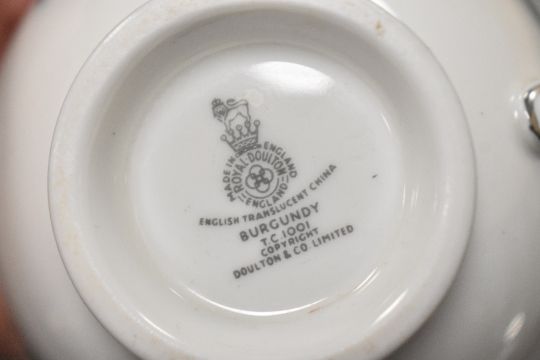 MADE IN ENGLAND
ROYAL DOULTON
ENGLAND
ENGLISH TRANSLUCENT CHINA
BURGUNDY
T.C.1001
COPYRIGHT
DOULTON & CO. LIMITED